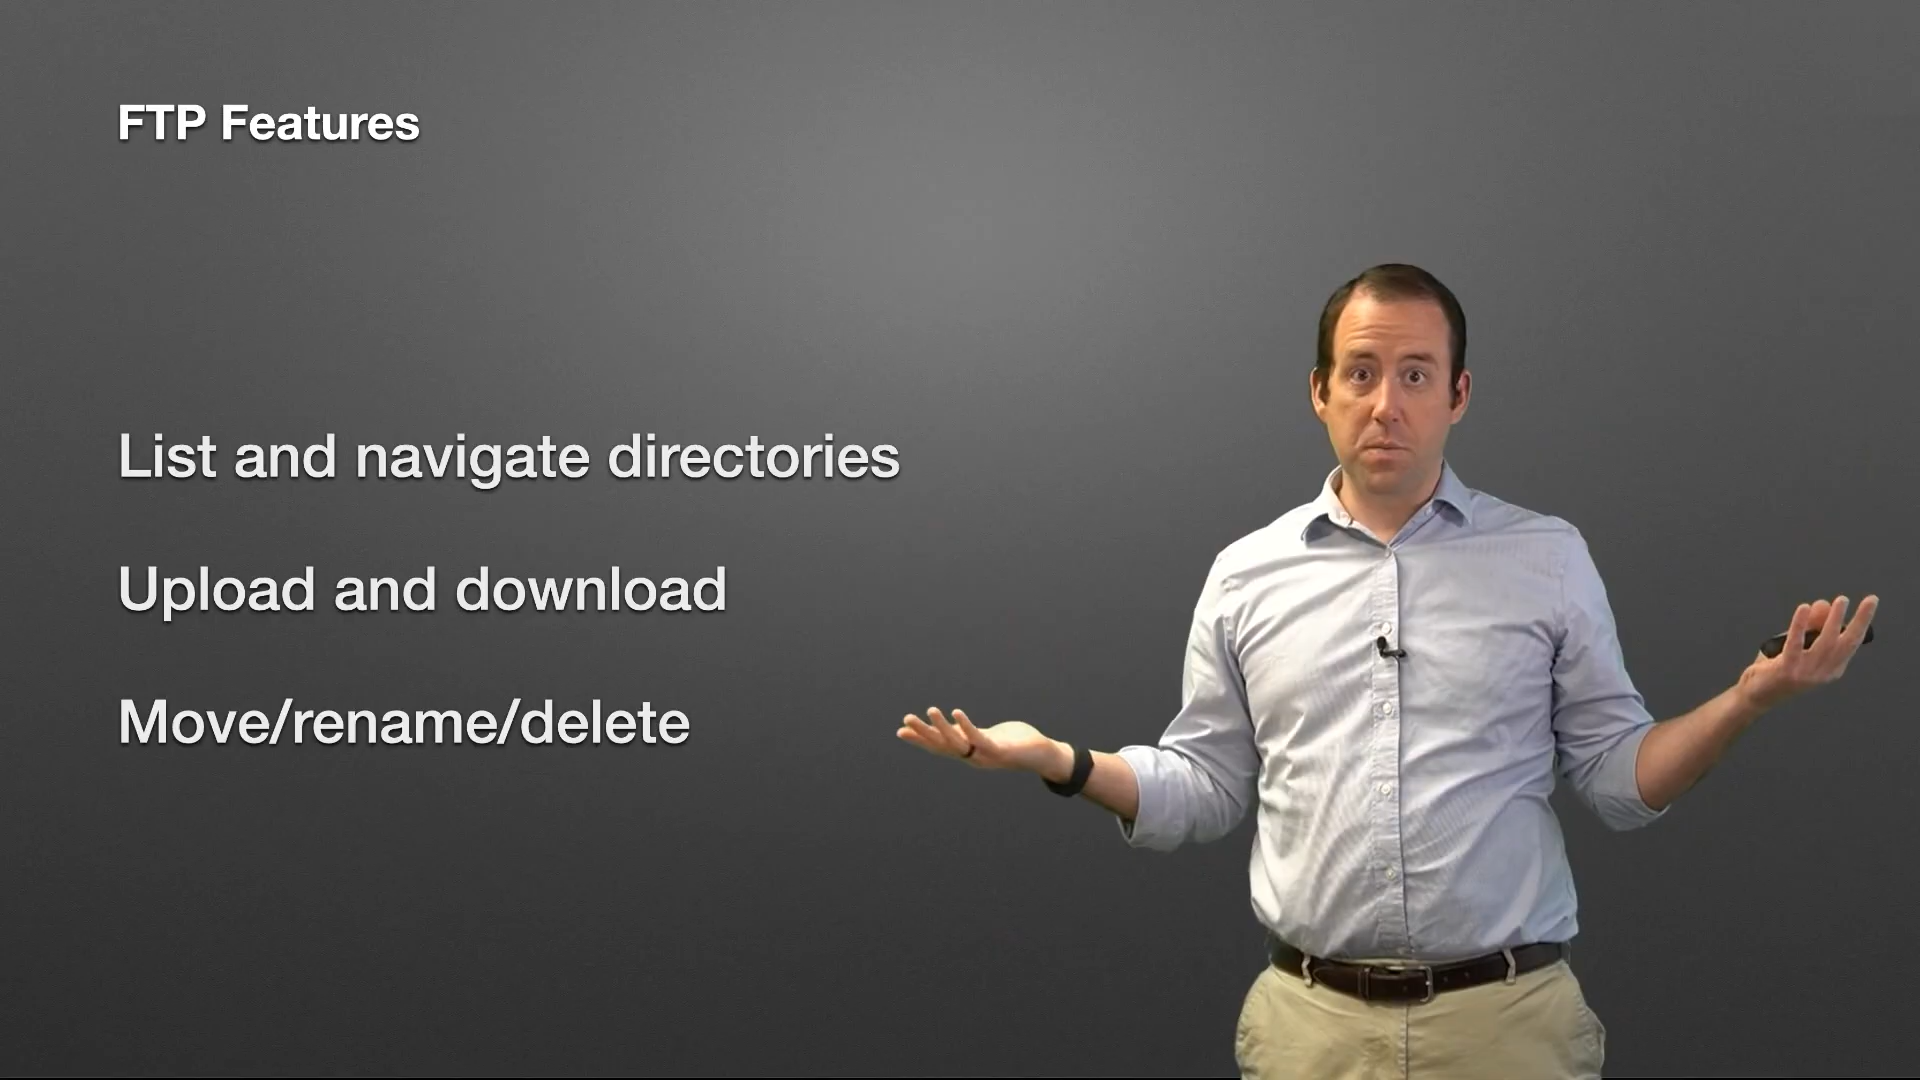 FTP Features
List and navigate directories
Upload and download
Move/rename/delete